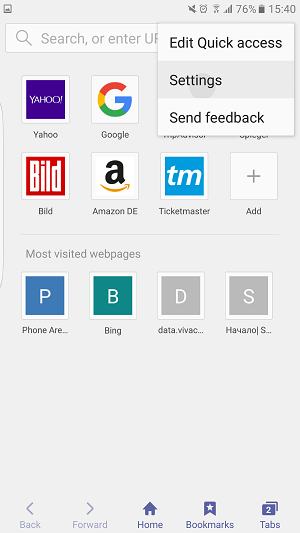 76% 15:40
Search, or enter UR
Edit Quick access
Settings
Send feedback
YAHOO!
G
Yahoo
Google
Bild
a
tm
Bild
Amazon DE
Ticketmaster
Add
Most visited webpages
P
B
D
S
Phone Are...
Bing
data.vivac...
Начало| S...
Back
Forward
Home
Bookmarks
2
Tabs